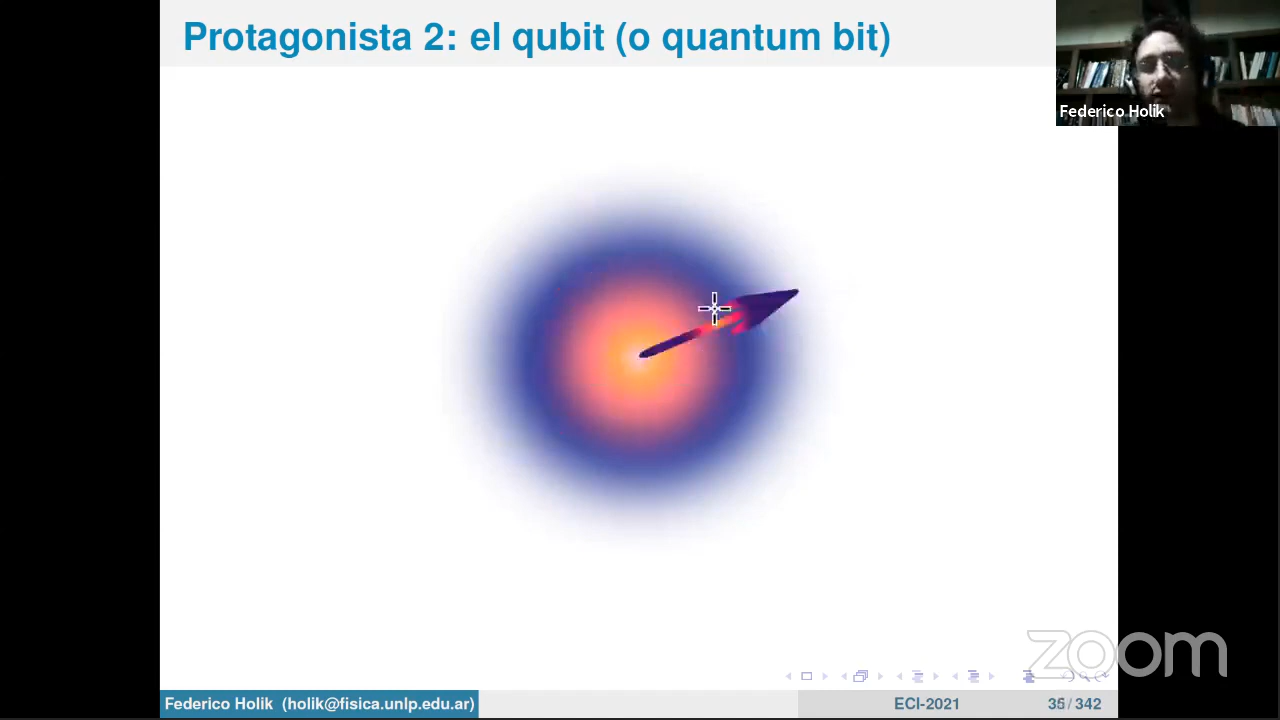 Protagonista 2: el qubit (o quantum bit)
Federico Holik
zoom
Federico Holik (holik@fisica.unlp.edu.ar)
ECI-2021
35 / 342